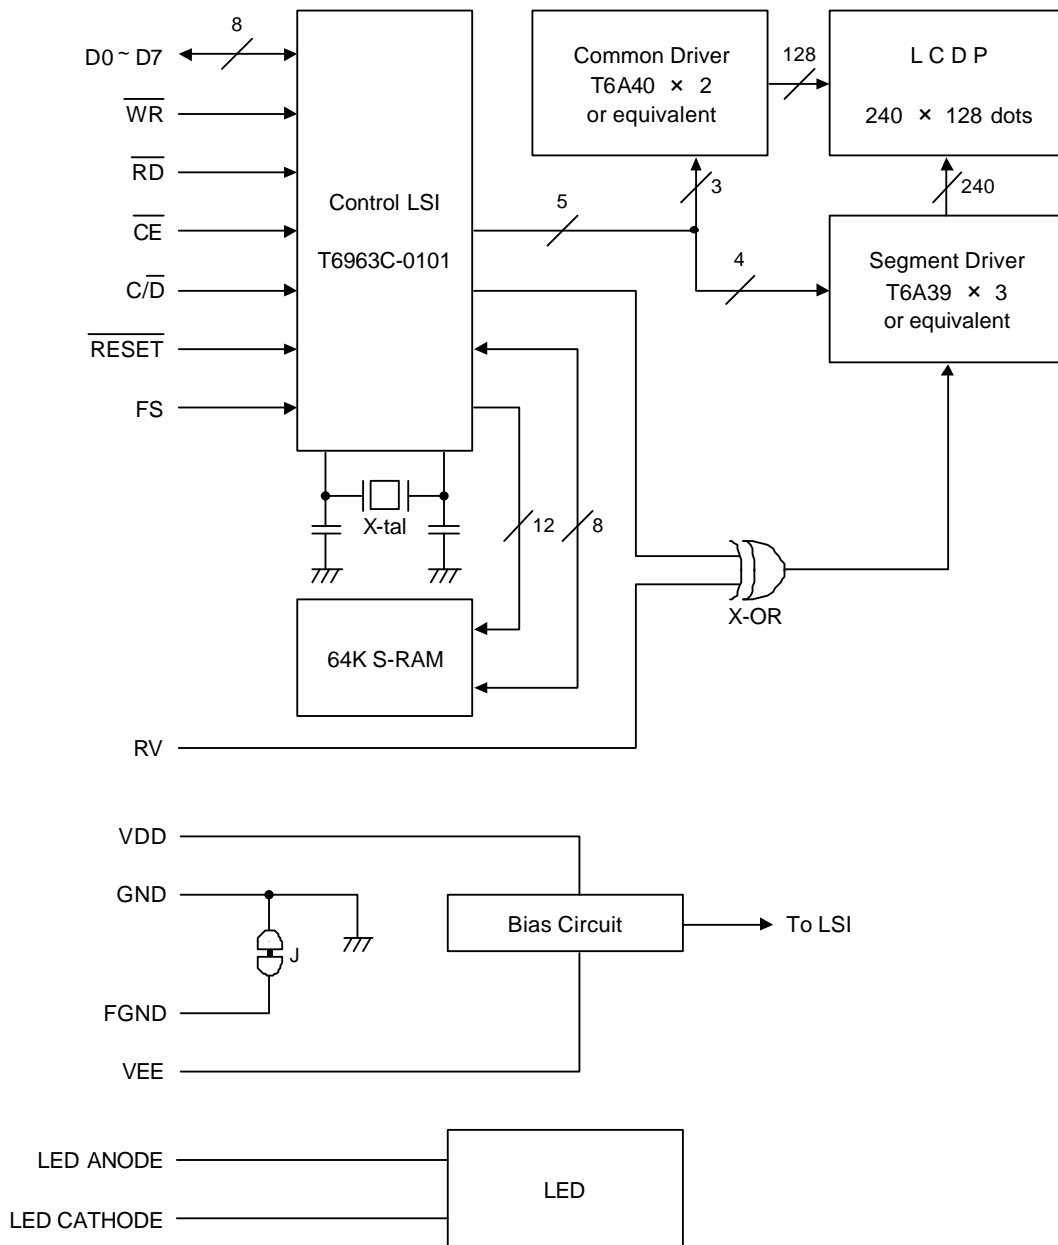 8
D0 ~ D7
WR
RD
CE
C/D
RESET
FS
Control LSI
T6963C-0101
Common Driver
T6A40 × 2
or equivalent
128
L C D P
240 × 128 dots
3
240
5
4
Segment Driver
T6A39 × 3
or equivalent
X-tal
12
8
X-OR
64K S-RAM
RV
VDD
GND
Bias Circuit
To LSI
J
FGND
VEE
LED ANODE
LED
LED CATHODE